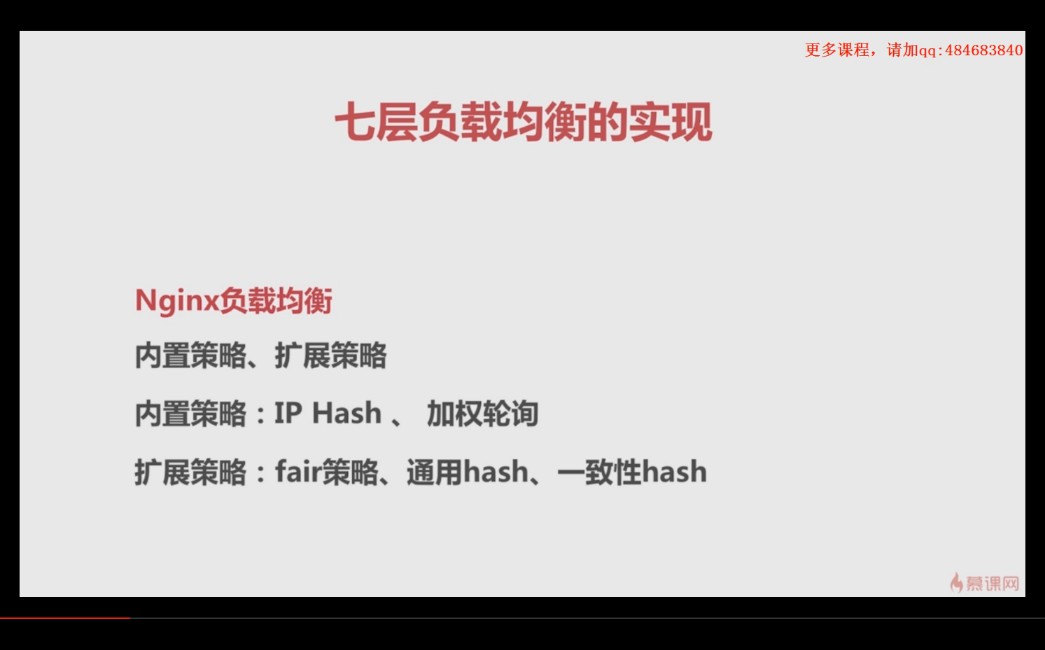 更多课程，请加qq:484683840
七层负载均衡的实现
Nginx负载均衡
内置策略、扩展策略
内置策略：IP Hash 、 加权轮询
扩展策略：fair策略、通用hash、一致性hash
慕课网